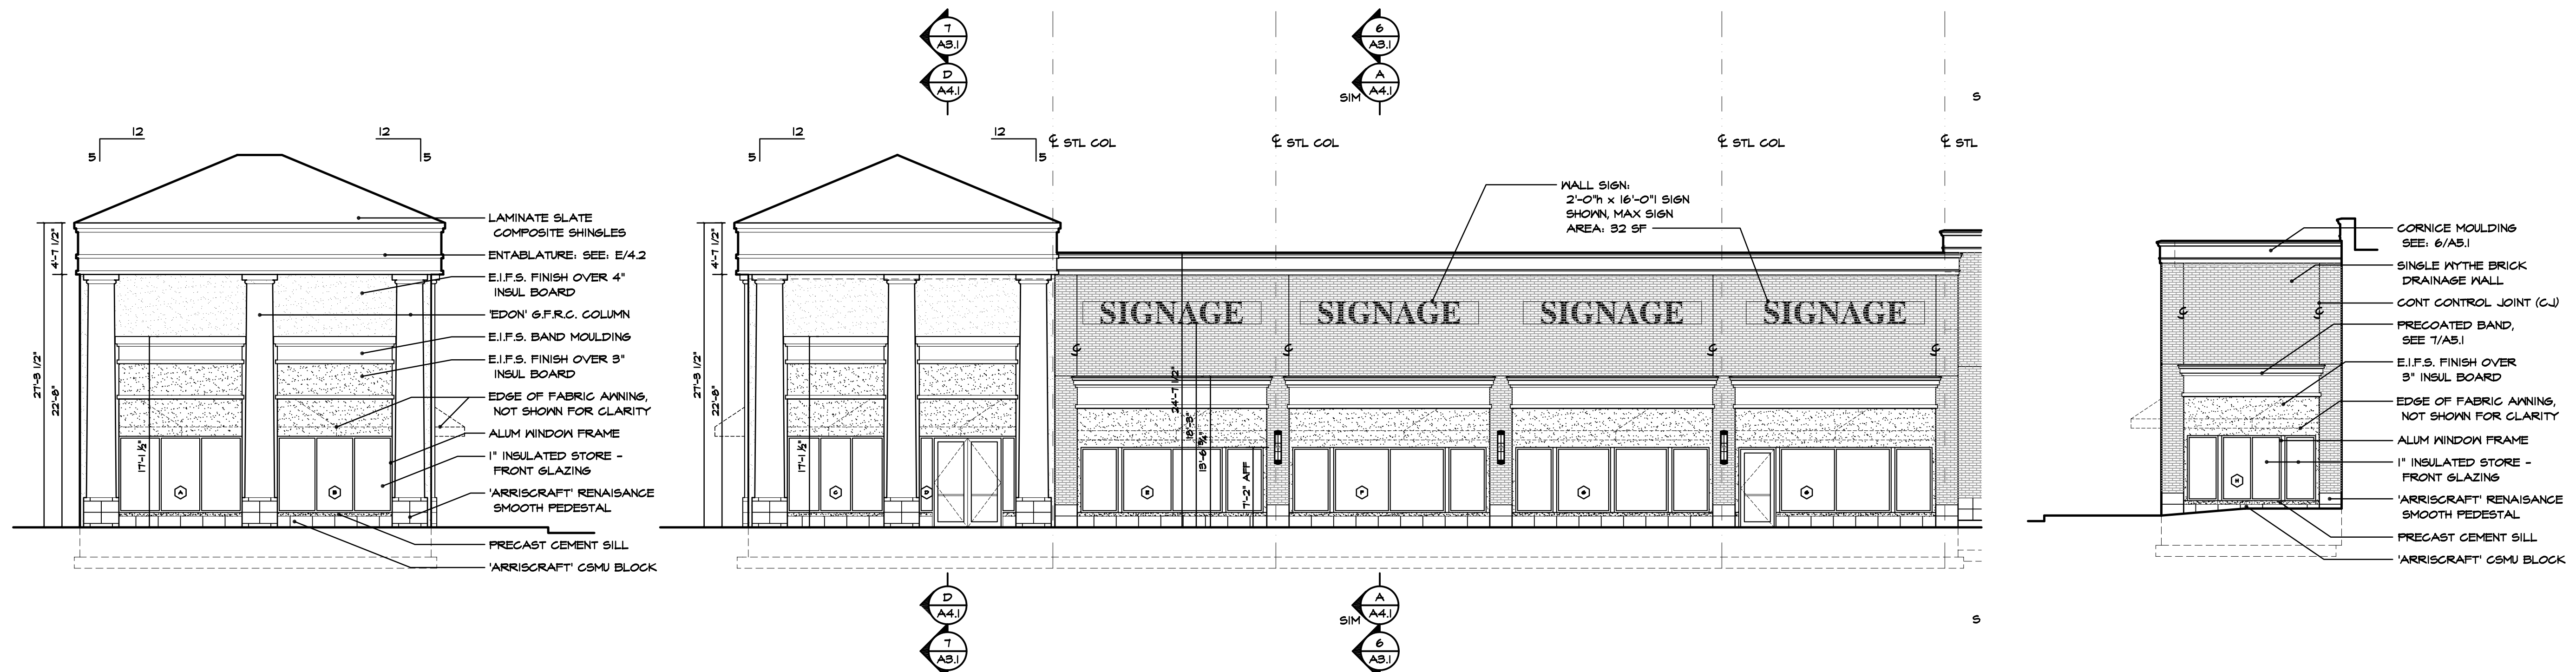 7
A3.1
D
A4.1
6
A3.1
SIM
A
A4.1
S
12
5
12
5
12
5
12
5
℄ STL COL
℄ STL COL
℄ STL COL
℄ STL
27'-3 1/2"
4'-7 1/2"
22'-8"
17'-1 1/2"
LAMINATE SLATE
COMPOSITE SHINGLES
ENTABLATURE: SEE: E/4.2
E.I.F.S. FINISH OVER 4"
INSUL BOARD
'EDON' G.F.R.C. COLUMN
E.I.F.S. BAND MOULDING
E.I.F.S. FINISH OVER 3"
INSUL BOARD
EDGE OF FABRIC AWNING,
NOT SHOWN FOR CLARITY
ALUM WINDOW FRAME
1" INSULATED STORE -
FRONT GLAZING
'ARRISCRAFT' RENAISANCE
SMOOTH PEDESTAL
PRECAST CEMENT SILL
'ARRISCRAFT' CSMU BLOCK
A
B
27'-3 1/2"
4'-7 1/2"
22'-8"
17'-1 1/2"
C
D
WALL SIGN:
2'-0"h x 16'-0"l SIGN
SHOWN, MAX SIGN
AREA: 32 SF
SIGNAGE
SIGNAGE
SIGNAGE
SIGNAGE
℄
℄
℄
℄
24'-7 1/2"
7'-2" AFF
E
F
G
G
CORNICE MOULDING
SEE: 6/A5.1
SINGLE WYTHE BRICK
DRAINAGE WALL
CONT CONTROL JOINT (CJ)
PRECOATED BAND,
SEE 7/A5.1
E.I.F.S. FINISH OVER
3" INSUL BOARD
EDGE OF FABRIC AWNING,
NOT SHOWN FOR CLARITY
ALUM WINDOW FRAME
1" INSULATED STORE -
FRONT GLAZING
'ARRISCRAFT' RENAISANCE
SMOOTH PEDESTAL
PRECAST CEMENT SILL
'ARRISCRAFT' CSMU BLOCK
℄
℄
H
D
A4.1
7
A3.1
SIM
A
A4.1
6
A3.1
S